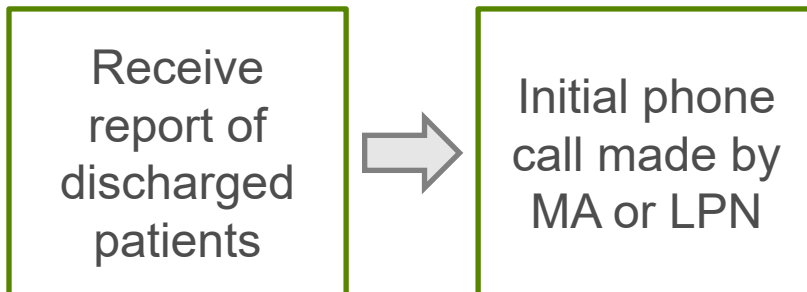 Receive
report of
discharged
patients
Initial phone
call made by
MA or LPN